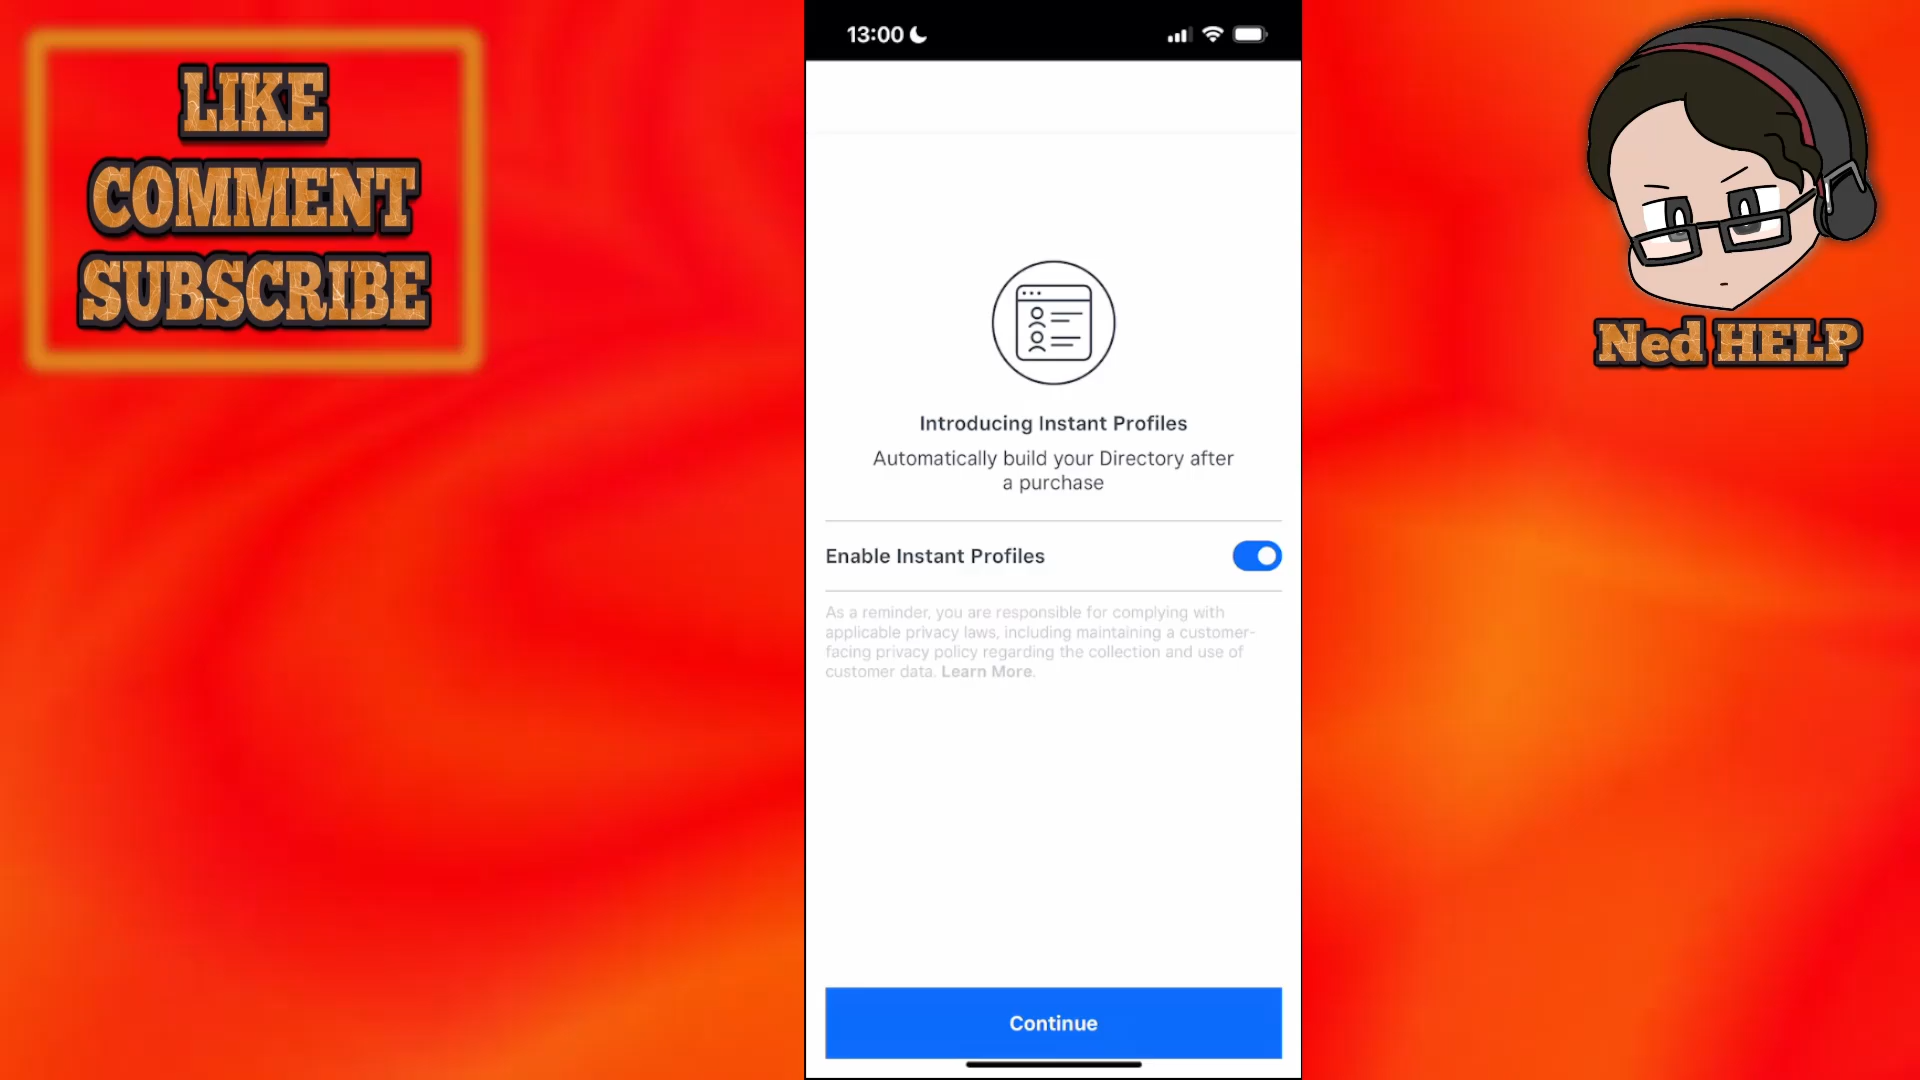 LIKE
COMMENT
SUBSCRIBE
13:00
Introducing Instant Profiles
Automatically build your Directory after
a purchase
Enable Instant Profiles
As a reminder, you are responsible for complying with
applicable privacy laws, including maintaining a customer-
facing privacy policy regarding the collection and use of
customer data. Learn More.
Continue
Ned HELP